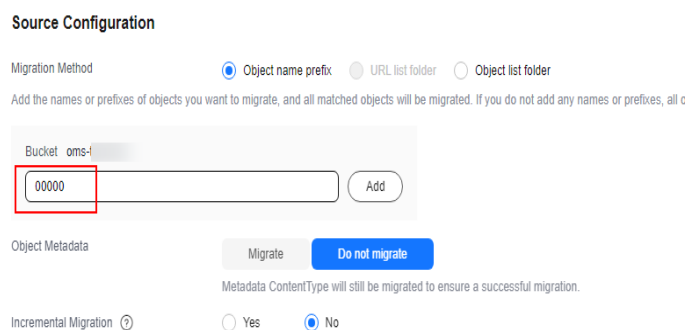 Source Configuration
Migration Method Object name prefix URL list folder Object list folder
Add the names or prefixes of objects you want to migrate, and all matched objects will be migrated. If you do not add any names or prefixes, all
Bucket oms-
00000 Add
Object Metadata Migrate Do not migrate
Metadata ContentType will still be migrated to ensure a successful migration.
Incremental Migration ? Yes No